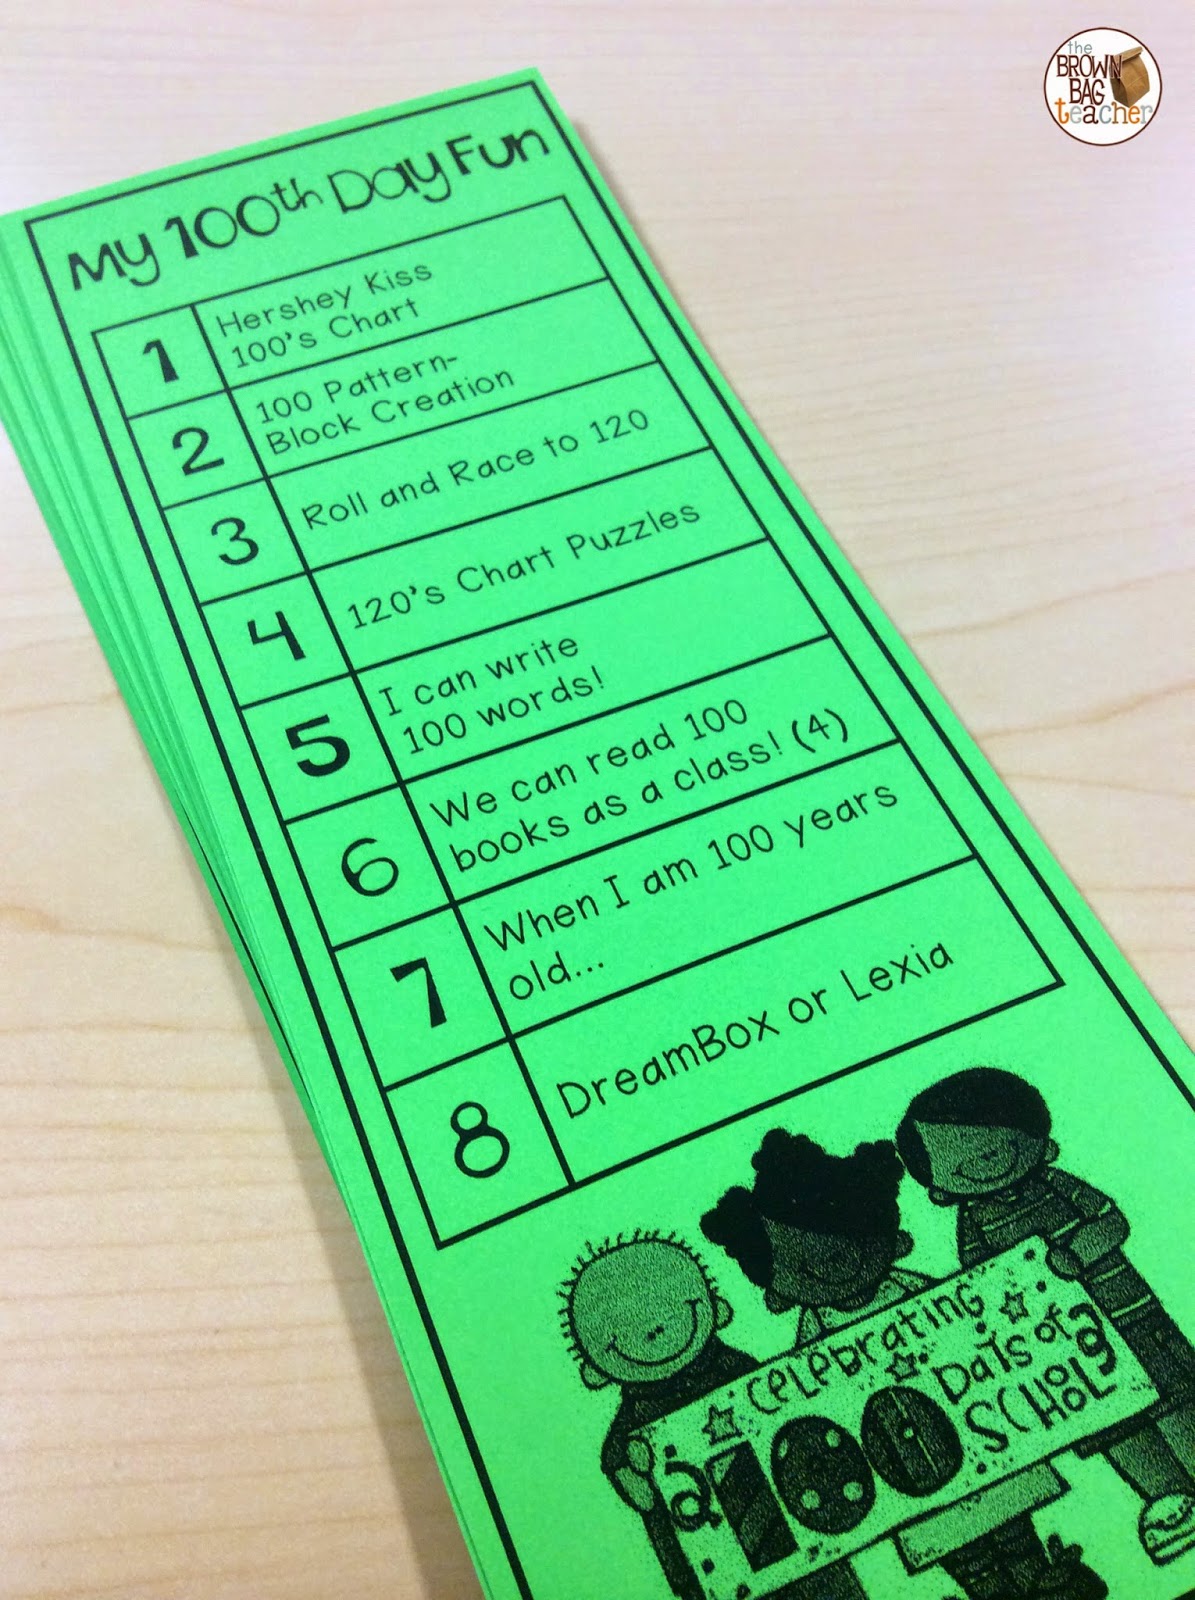 the
BROWN
BAG
teacher
My 100th Day Fun
1
Hershey Kiss
100's Chart
2
100 Pattern-
Block Creation
3
Roll and Race to 120
4
120's Chart Puzzles
5
I can write
100 words!
6
We can read 100
books as a class! (4)
7
When I am 100 years
old...
8
DreamBox or Lexia
Celebrating
100 Days of
School